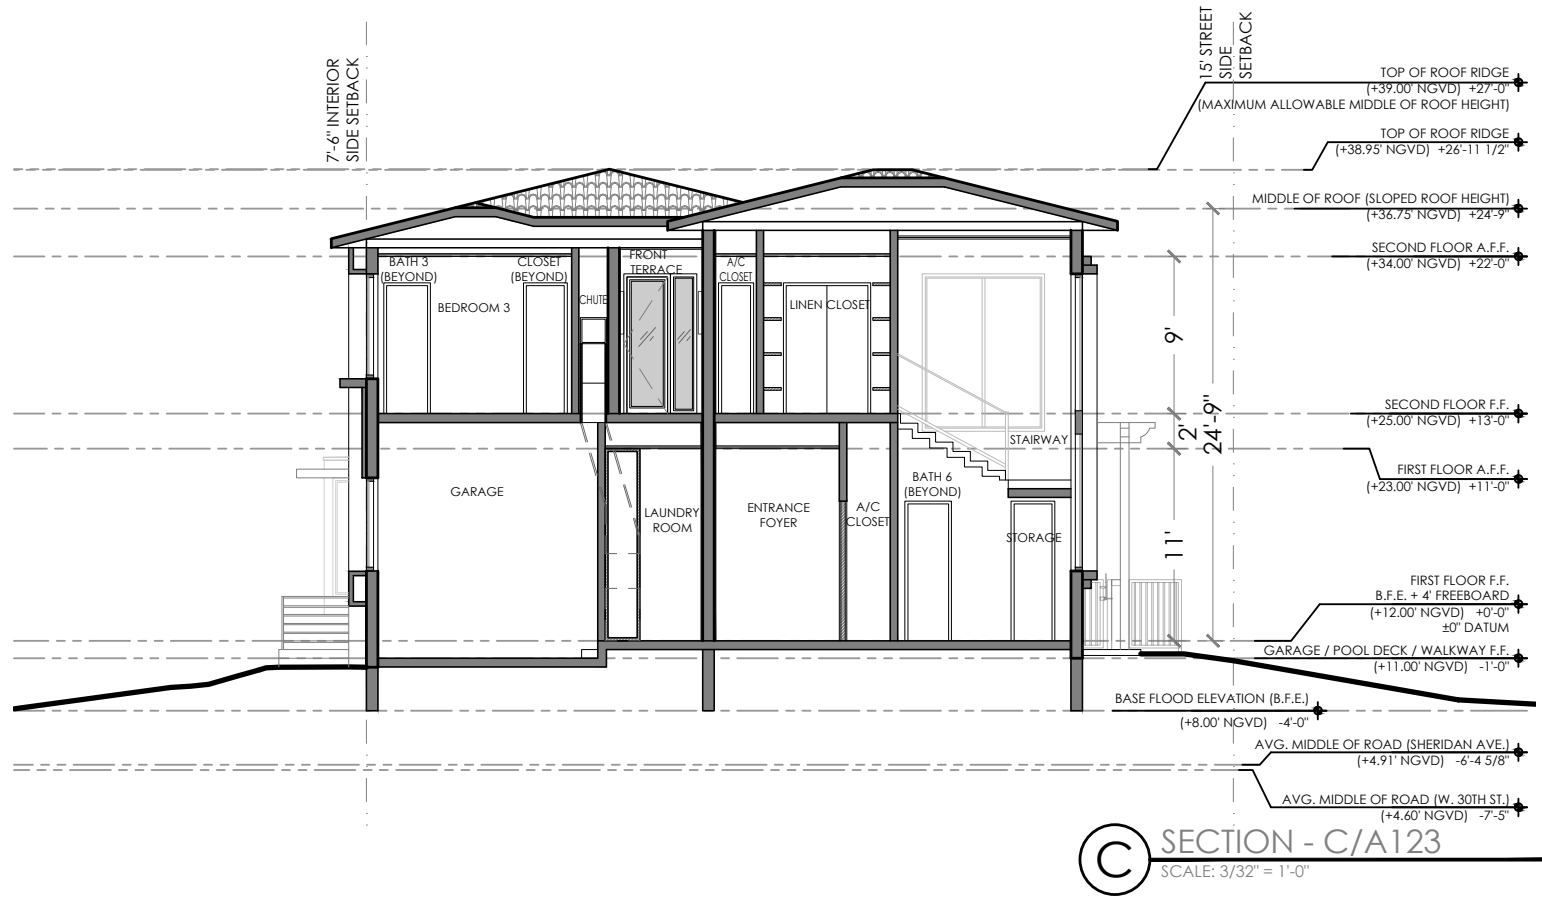 7'-6" INTERIOR
SIDE SETBACK
15' STREET
SIDE
SETBACK
TOP OF ROOF RIDGE
(+39.00' NGVD) +27'-0"
(MAXIMUM ALLOWABLE MIDDLE OF ROOF HEIGHT)
TOP OF ROOF RIDGE
(+38.95' NGVD) +26'-11 1/2"
MIDDLE OF ROOF (SLOPED ROOF HEIGHT)
(+36.75' NGVD) +24'-9"
SECOND FLOOR A.F.F.
(+34.00' NGVD) +22'-0"
BATH 3
(BEYOND)
CLOSET
(BEYOND)
FRONT
TERRACE
A/C
CLOSET
BEDROOM 3
CHUTE
LINEN CLOSET
9'
SECOND FLOOR F.F.
(+25.00' NGVD) +13'-0"
2'
24'-9"
STAIRWAY
FIRST FLOOR A.F.F.
(+23.00' NGVD) +11'-0"
GARAGE
LAUNDRY
ROOM
ENTRANCE
FOYER
A/C
CLOSET
BATH 6
(BEYOND)
STORAGE
11'
FIRST FLOOR F.F.
B.F.E. + 4' FREEBOARD
(+12.00' NGVD) +0'-0"
±0" DATUM
GARAGE / POOL DECK / WALKWAY F.F.
(+11.00' NGVD) -1'-0"
BASE FLOOD ELEVATION (B.F.E.)
(+8.00' NGVD) -4'-0"
AVG. MIDDLE OF ROAD (SHERIDAN AVE.)
(+4.91' NGVD) -6'-4 5/8"
AVG. MIDDLE OF ROAD (W. 30TH ST.)
(+4.60' NGVD) -7'-5"
C
SECTION - C/A123
SCALE: 3/32" = 1'-0"